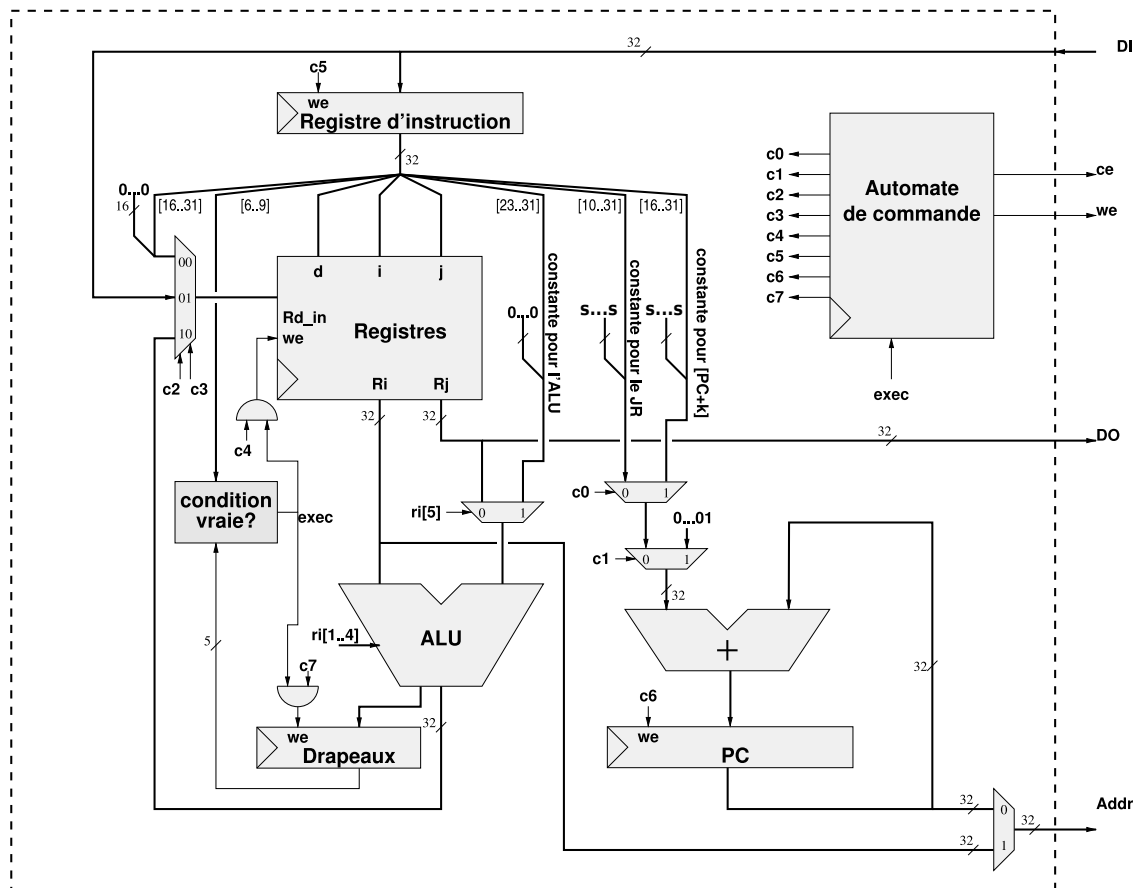 32
DI
c5
we
Registre d'instruction
32
0...0
16
[16..31]
[6..9]
[23..31]
[10..31]
[16..31]
c0
c1
c2
c3
c4
c5
c6
c7
Automate
de commande
ce
we
exec
00
01
10
c2
c3
d
i
j
Rd_in
we
Registres
Ri
Rj
32
32
0...0
constante pour l'ALU
s...s
constante pour le JR
s...s
constante pour [PC+k]
32
DO
c4
condition
vraie?
exec
ri[5]
0
1
c0
0
1
0...01
c1
0
1
32
5
ri[1..4]
ALU
+
32
c7
we
Drapeaux
32
c6
we
PC
32
0
32
1
32
Addr